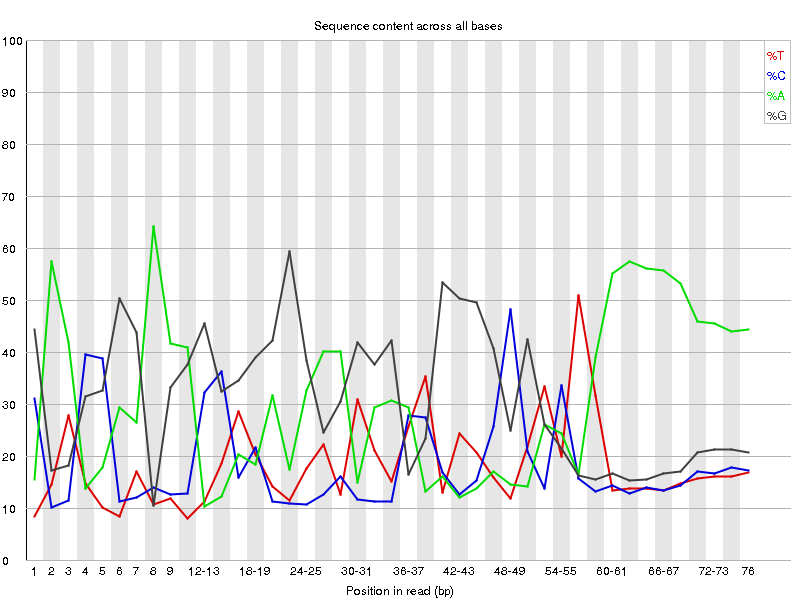 Sequence content across all bases
100
90
80
70
60
50
40
30
20
10
0
%T
%C
%A
%G
1 2 3 4 5 6 7 8 9 12-13 18-19 24-25 30-31 36-37 42-43 48-49 54-55 60-61 66-67 72-73 76
Position in read (bp)